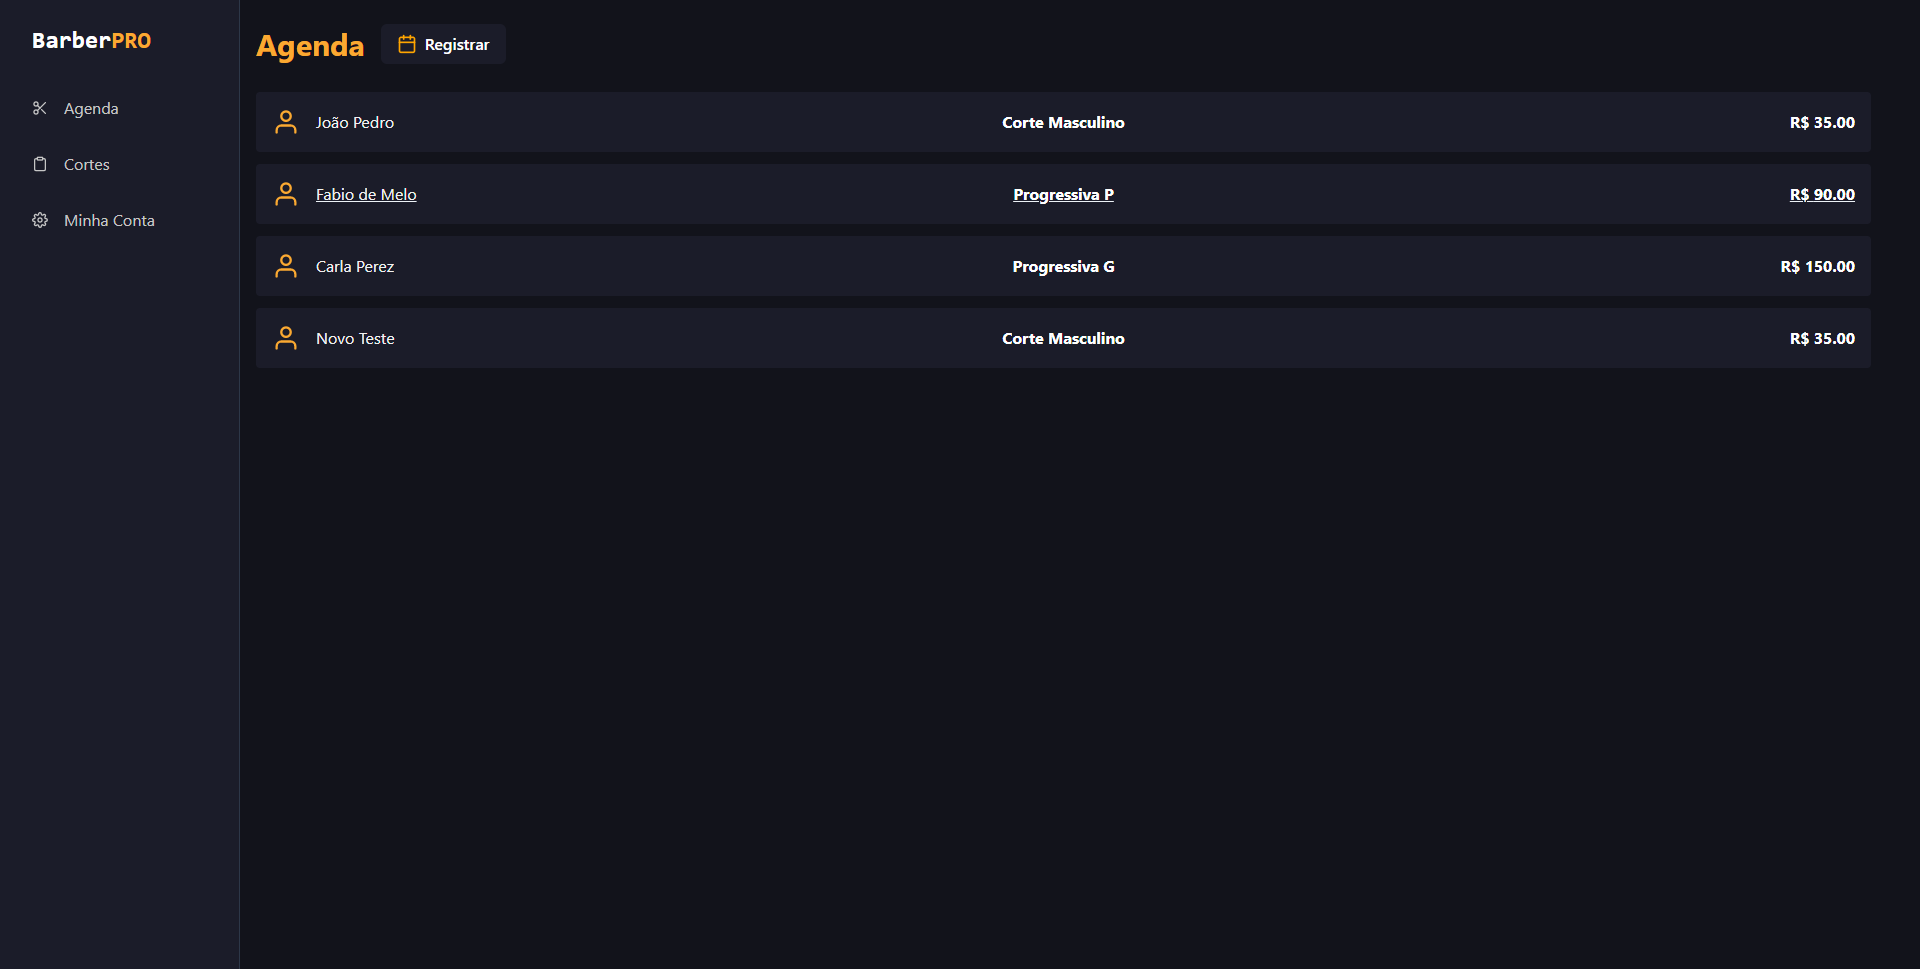 BarberPRO
Agenda
Cortes
Minha Conta
Agenda
Registrar
João Pedro Corte Masculino R$ 35.00
Fabio de Melo Progressiva P R$ 90.00
Carla Perez Progressiva G R$ 150.00
Novo Teste Corte Masculino R$ 35.00